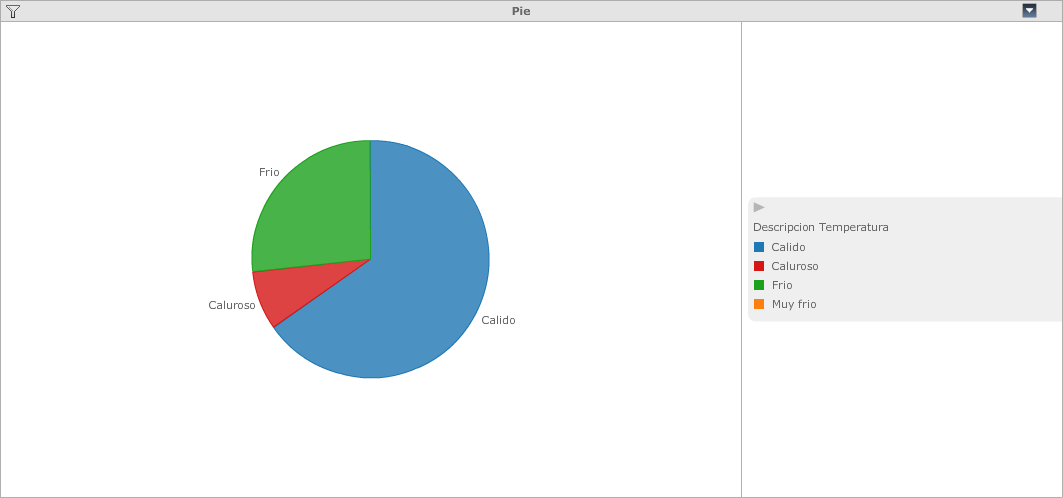 Pie
Frio
Caluroso
Calido
Descripcion Temperatura
Calido
Caluroso
Frio
Muy frio